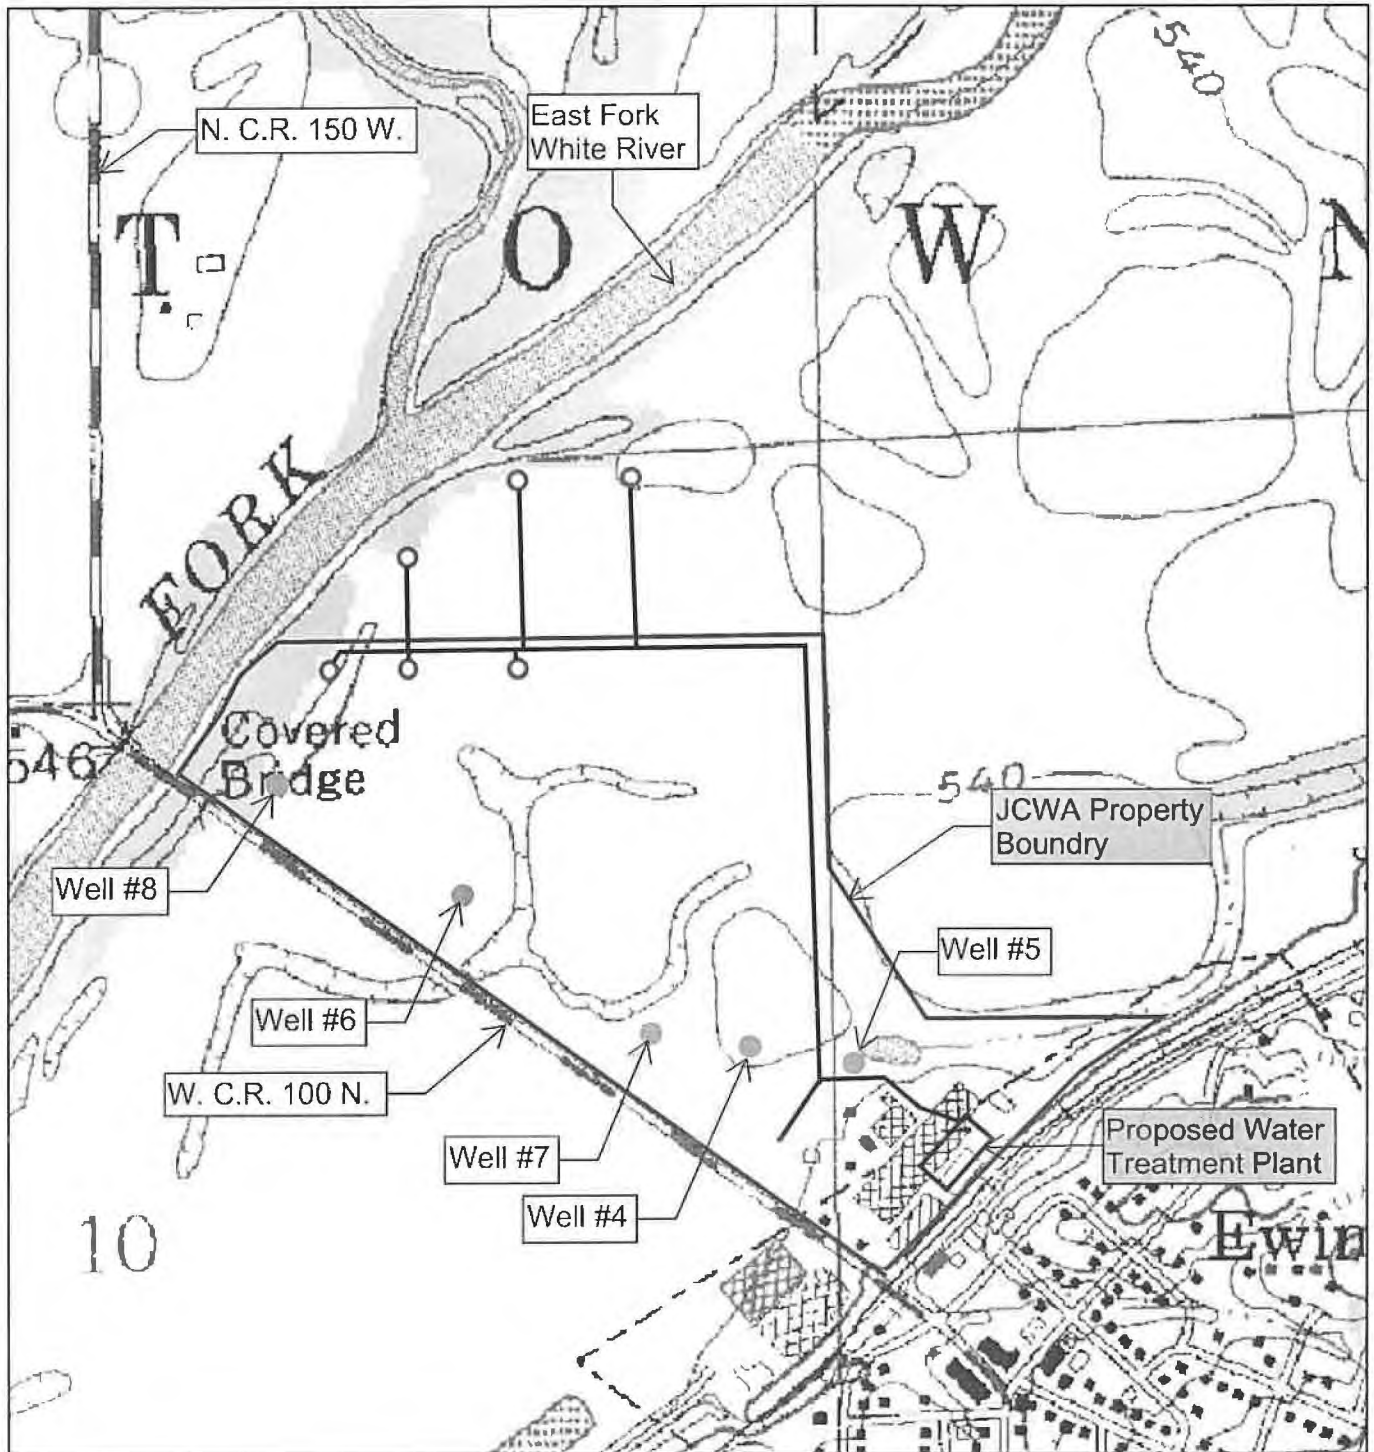 540
N. C.R. 150 W.
East Fork
White River
T O W N
FORK
Covered
Bridge
546
540
JCWA Property
Boundry
Well #8
Well #5
Well #6
W. C.R. 100 N.
Well #7
Proposed Water
Treatment Plant
Well #4
10
Ewin